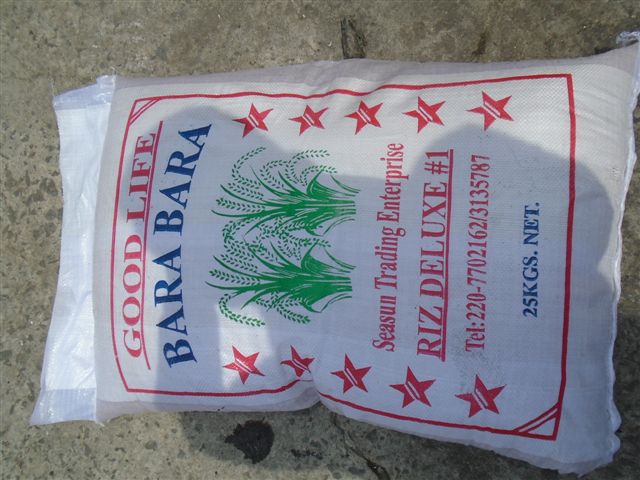 GOOD LIFE
BARA BARA
Seasun Trading Enterprise
RIZ DELUXE #1
Tel:220-7702162/3135787
25KGS. NET.